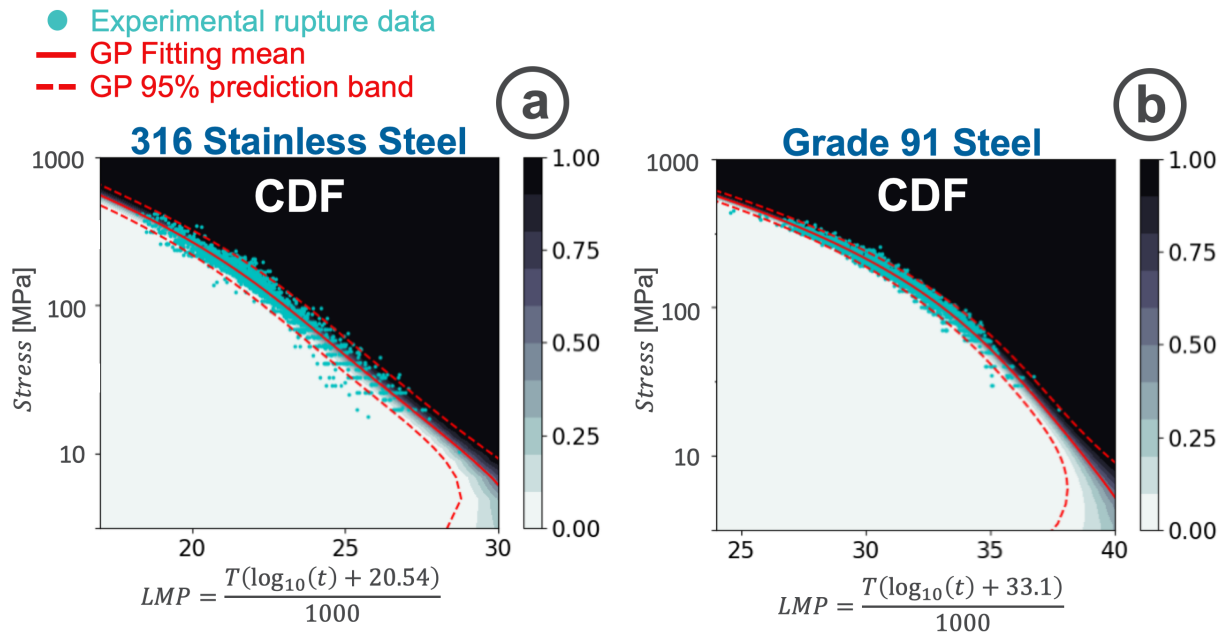 Experimental rupture data
GP Fitting mean
GP 95% prediction band
a
316 Stainless Steel
CDF
1000
100
10
Stress [MPa]
20
25
30
1.00
0.75
0.50
0.25
0.00
LMP = T(log₁₀(t) + 20.54) / 1000
b
Grade 91 Steel
CDF
1000
100
10
Stress [MPa]
25
30
35
40
1.00
0.75
0.50
0.25
0.00
LMP = T(log₁₀(t) + 33.1) / 1000